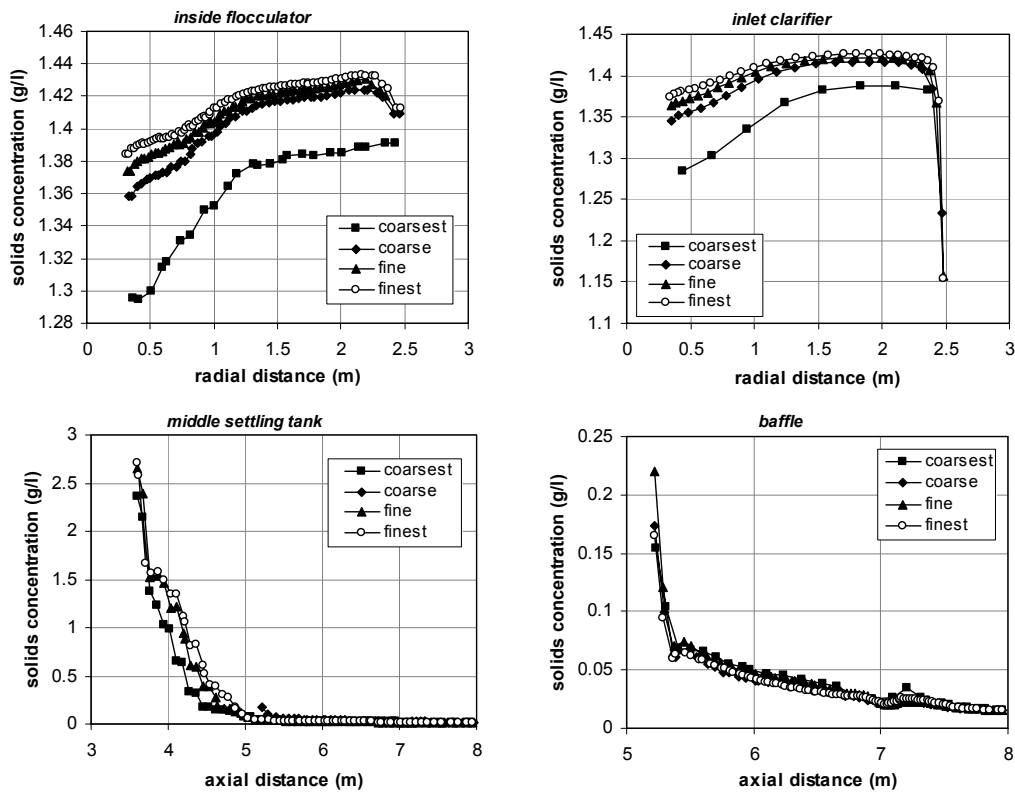 inside flocculator
solids concentration (g/l)
1.46
1.44
1.42
1.4
1.38
1.36
1.34
1.32
1.3
1.28
coarsest
coarse
fine
finest
0 0.5 1 1.5 2 2.5 3
radial distance (m)
inlet clarifier
solids concentration (g/l)
1.45
1.4
1.35
1.3
1.25
1.2
1.15
1.1
coarsest
coarse
fine
finest
0 0.5 1 1.5 2 2.5 3
radial distance (m)
middle settling tank
solids concentration (g/l)
3
2.5
2
1.5
1
0.5
0
coarsest
coarse
fine
finest
3 4 5 6 7 8
axial distance (m)
baffle
solids concentration (g/l)
0.25
0.2
0.15
0.1
0.05
0
coarsest
coarse
fine
finest
5 6 7 8
axial distance (m)